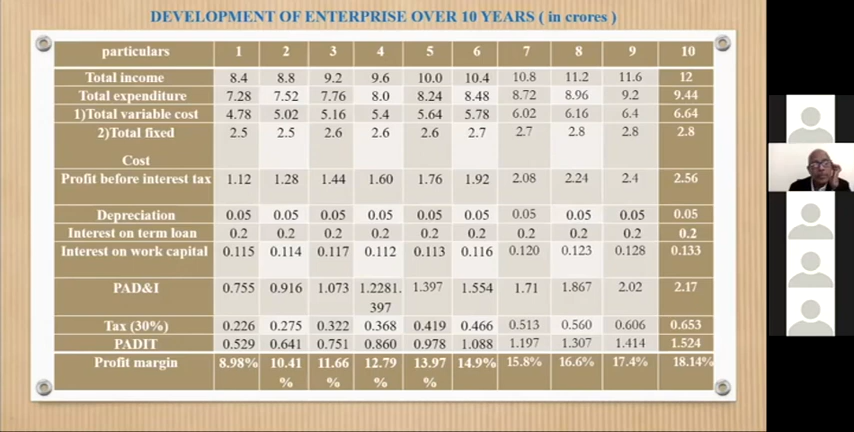 DEVELOPMENT OF ENTERPRISE OVER 10 YEARS ( in crores )
particulars 1 2 3 4 5 6 7 8 9 10
Total income 8.4 8.8 9.2 9.6 10.0 10.4 10.8 11.2 11.6 12
Total expenditure 7.28 7.52 7.76 8.0 8.24 8.48 8.72 8.96 9.2 9.44
1)Total variable cost 4.78 5.02 5.16 5.4 5.64 5.78 6.02 6.16 6.4 6.64
2)Total fixed 2.5 2.5 2.6 2.6 2.6 2.7 2.7 2.8 2.8 2.8
Cost
Profit before interest tax 1.12 1.28 1.44 1.60 1.76 1.92 2.08 2.24 2.4 2.56
Depreciation 0.05 0.05 0.05 0.05 0.05 0.05 0.05 0.05 0.05 0.05
Interest on term loan 0.2 0.2 0.2 0.2 0.2 0.2 0.2 0.2 0.2 0.2
Interest on work capital 0.115 0.114 0.117 0.112 0.113 0.116 0.120 0.123 0.128 0.133
PAD&I 0.755 0.916 1.073 1.2281. 1.397 1.554 1.71 1.867 2.02 2.17
397
Tax (30%) 0.226 0.275 0.322 0.368 0.419 0.466 0.513 0.560 0.606 0.653
PADIT 0.529 0.641 0.751 0.860 0.978 1.088 1.197 1.307 1.414 1.524
Profit margin 8.98% 10.41 11.66 12.79 13.97 14.9% 15.8% 16.6% 17.4% 18.14%
% % % %